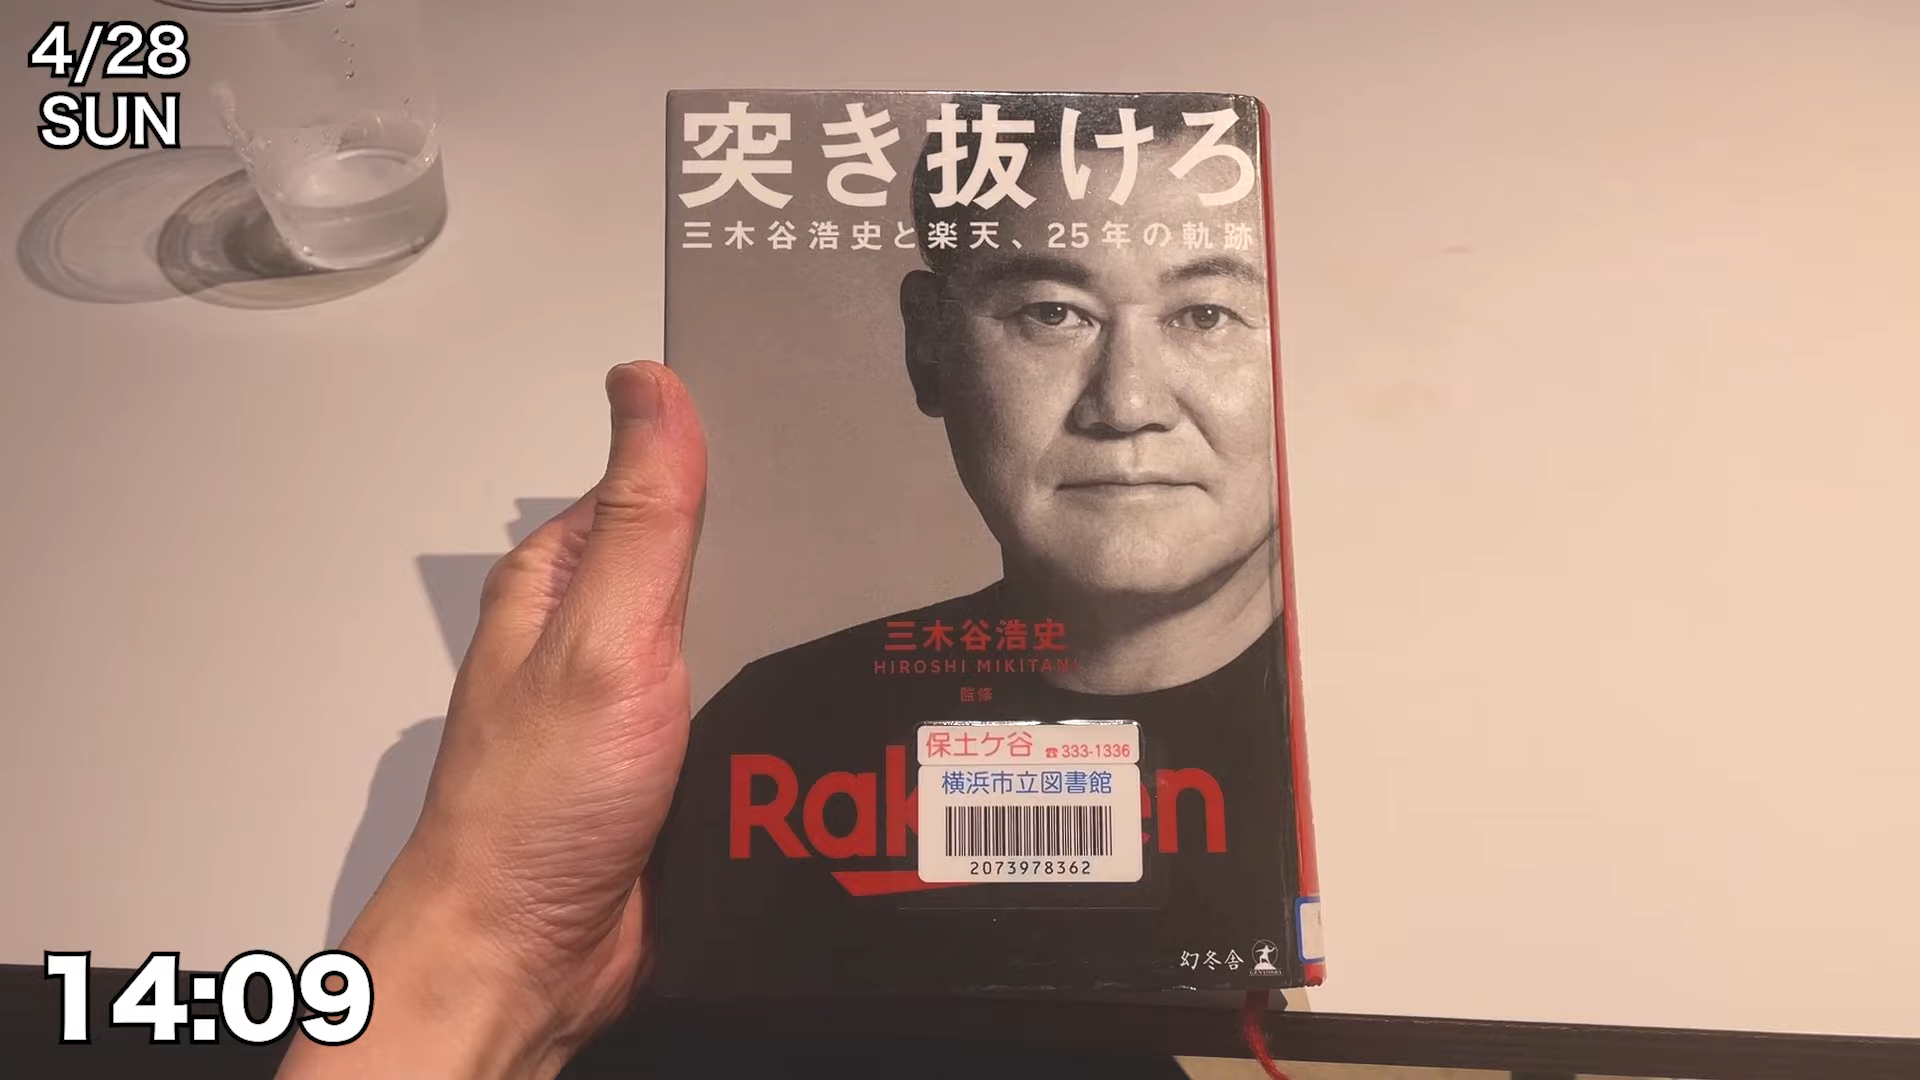 4/28
SUN
突き抜けろ
三木谷浩史と楽天、25年の軌跡
三木谷浩史
HIROSHI MIKITANI
監修
保土ケ谷 ☎333-1336
横浜市立図書館
2073978362
Rak en
幻冬舎
14:09